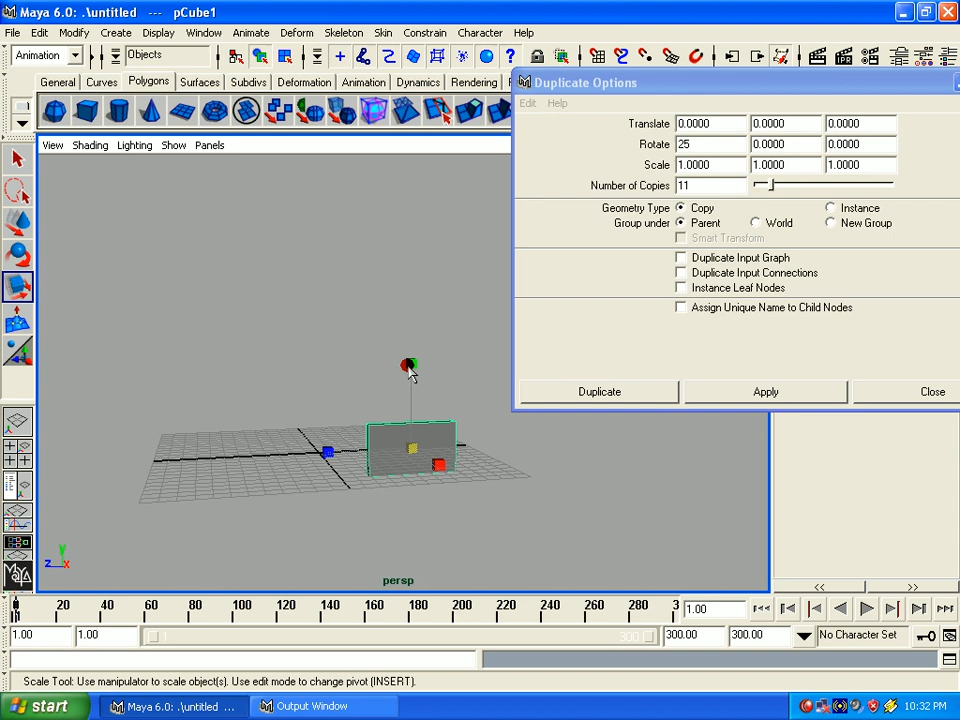 Maya 6.0: .\untitled --- pCube1
File Edit Modify Create Display Window Animate Deform Skeleton Skin Constrain Character Help
Animation Objects
General Curves Polygons Surfaces Subdivs Deformation Animation Dynamics Rendering
View Shading Lighting Show Panels
Duplicate Options
Edit Help
Translate 0.0000 0.0000 0.0000
Rotate 25 0.0000 0.0000
Scale 1.0000 1.0000 1.0000
Number of Copies 11
Geometry Type Copy Instance
Group under Parent World New Group
Smart Transform
Duplicate Input Graph
Duplicate Input Connections
Instance Leaf Nodes
Assign Unique Name to Child Nodes
Duplicate Apply Close
y
z x
persp
<< >>
20 40 60 80 100 120 140 160 180 200 220 240 260 280 3 1.00
1.00 1.00 1 300 300.00 300.00 No Character Set
Scale Tool: Use manipulator to scale object(s). Use edit mode to change pivot (INSERT).
start Maya 6.0: .\untitled ... Output Window 10:32 PM